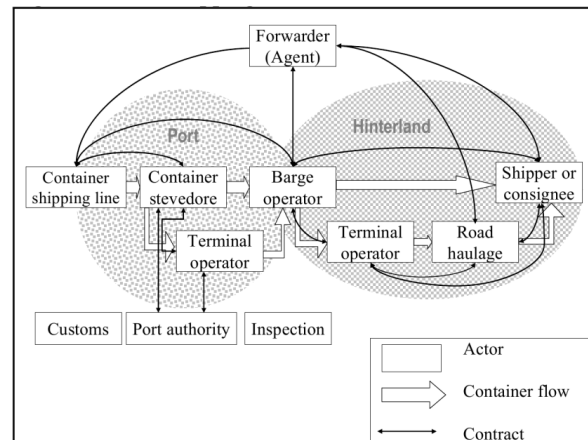 Forwarder
(Agent)
Port
Hinterland
Container
shipping line
Container
stevedore
Barge
operator
Shipper or
consignee
Terminal
operator
Terminal
operator
Road
haulage
Customs
Port authority
Inspection
Actor
Container flow
Contract